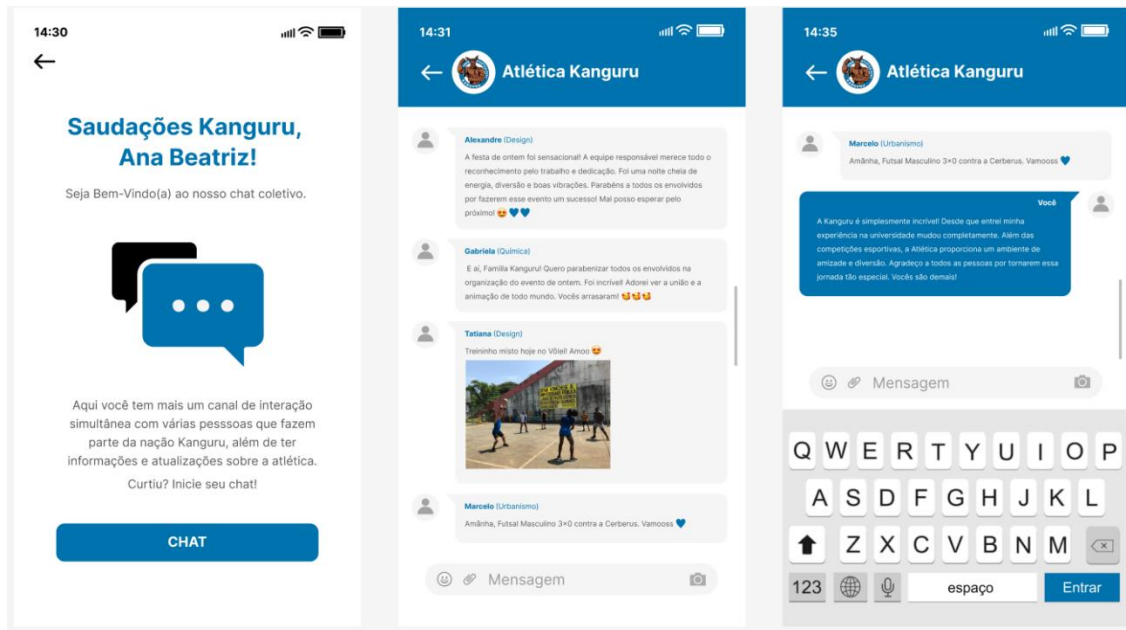 14:30
Saudações Kanguru,
Ana Beatriz!
Seja Bem-Vindo(a) ao nosso chat coletivo.
Aqui você tem mais um canal de interação
simultânea com várias pesssoas que fazem
parte da nação Kanguru, além de ter
informações e atualizações sobre a atlética.
Curtiu? Inicie seu chat!
CHAT
14:31
Atlética Kanguru
Alexandre (Design)
A festa de ontem foi sensacional! A equipe responsável merece todo o
reconhecimento pelo trabalho e dedicação. Foi uma noite cheia de
energia, diversão e boas vibrações. Parabéns a todos os envolvidos
por fazerem esse evento um sucesso! Mal posso esperar pelo
próximo! 😍💙💙
Gabriela (Química)
E ai, Familia Kanguru! Quero parabenizar todos os envolvidos na
organização do evento de ontem. Foi incrível! Adorei ver a união e a
animação de todo mundo. Vocês arrasaram! 🥰🥰🥰
Tatiana (Design)
Treininho misto hoje no Vôlei! Amoo 😍
Marcelo (Urbanismo)
Amânha, Futsal Masculino 3×0 contra a Cerberus. Vamooss 💙
Mensagem
14:35
Atlética Kanguru
Marcelo (Urbanismo)
Amânha, Futsal Masculino 3×0 contra a Cerberus. Vamooss 💙
Você
A Kanguru é simplesmente incrível! Desde que entrei minha
experiência na universidade mudou completamente. Além das
competições esportivas, a Atlética proporciona um ambiente de
amizade e diversão. Agradeço a todos as pessoas por tornarem essa
jornada tão especial. Vocês são demais!
Mensagem
Q W E R T Y U I O P
A S D F G H J K L
Z X C V B N M
123 espaço Entrar